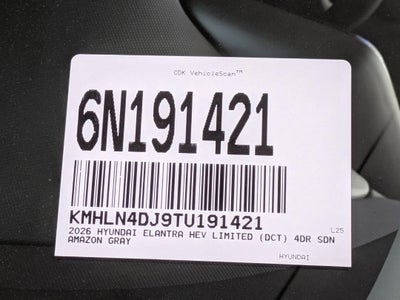 CDK VehicleScan™
6N191421
KMHLN4DJ9TU191421
L25
2026 HYUNDAI ELANTRA HEV LIMITED (DCT) 4DR SDN
AMAZON GRAY
HYUNDAI